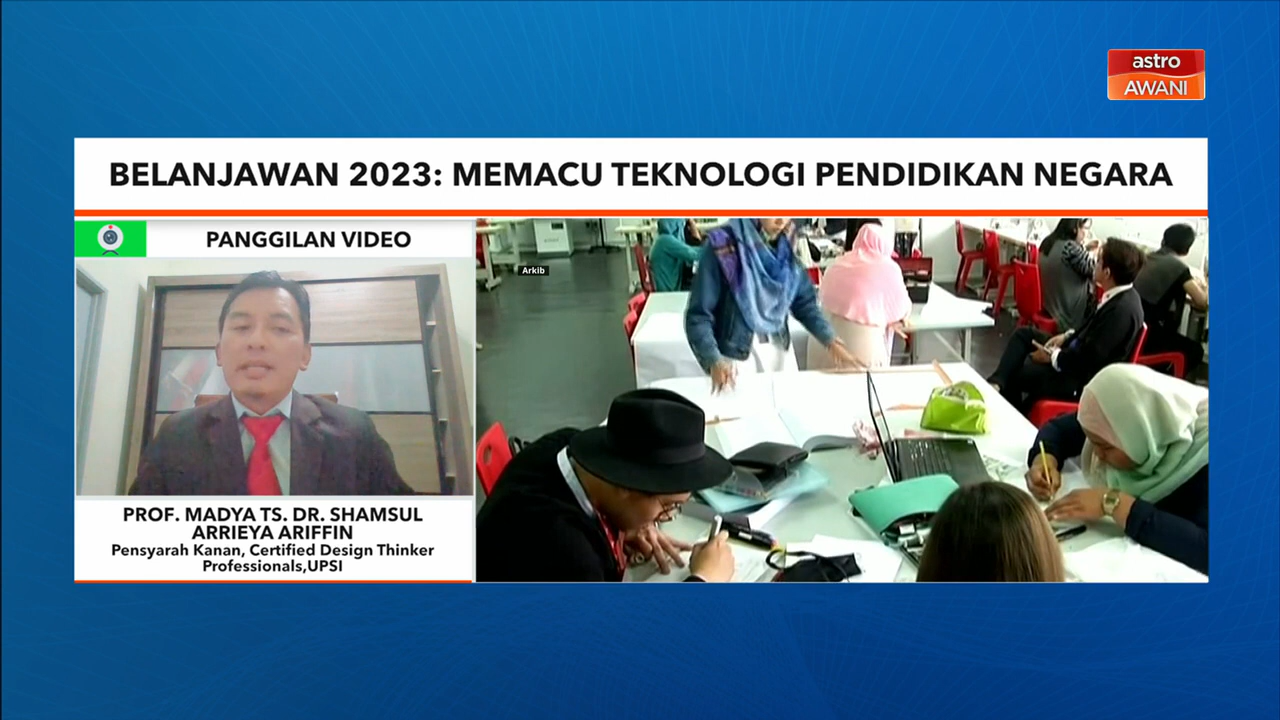 astro
AWANI
BELANJAWAN 2023: MEMACU TEKNOLOGI PENDIDIKAN NEGARA
PANGGILAN VIDEO
Arkib
PROF. MADYA TS. DR. SHAMSUL
ARRIEYA ARIFFIN
Pensyarah Kanan, Certified Design Thinker
Professionals,UPSI